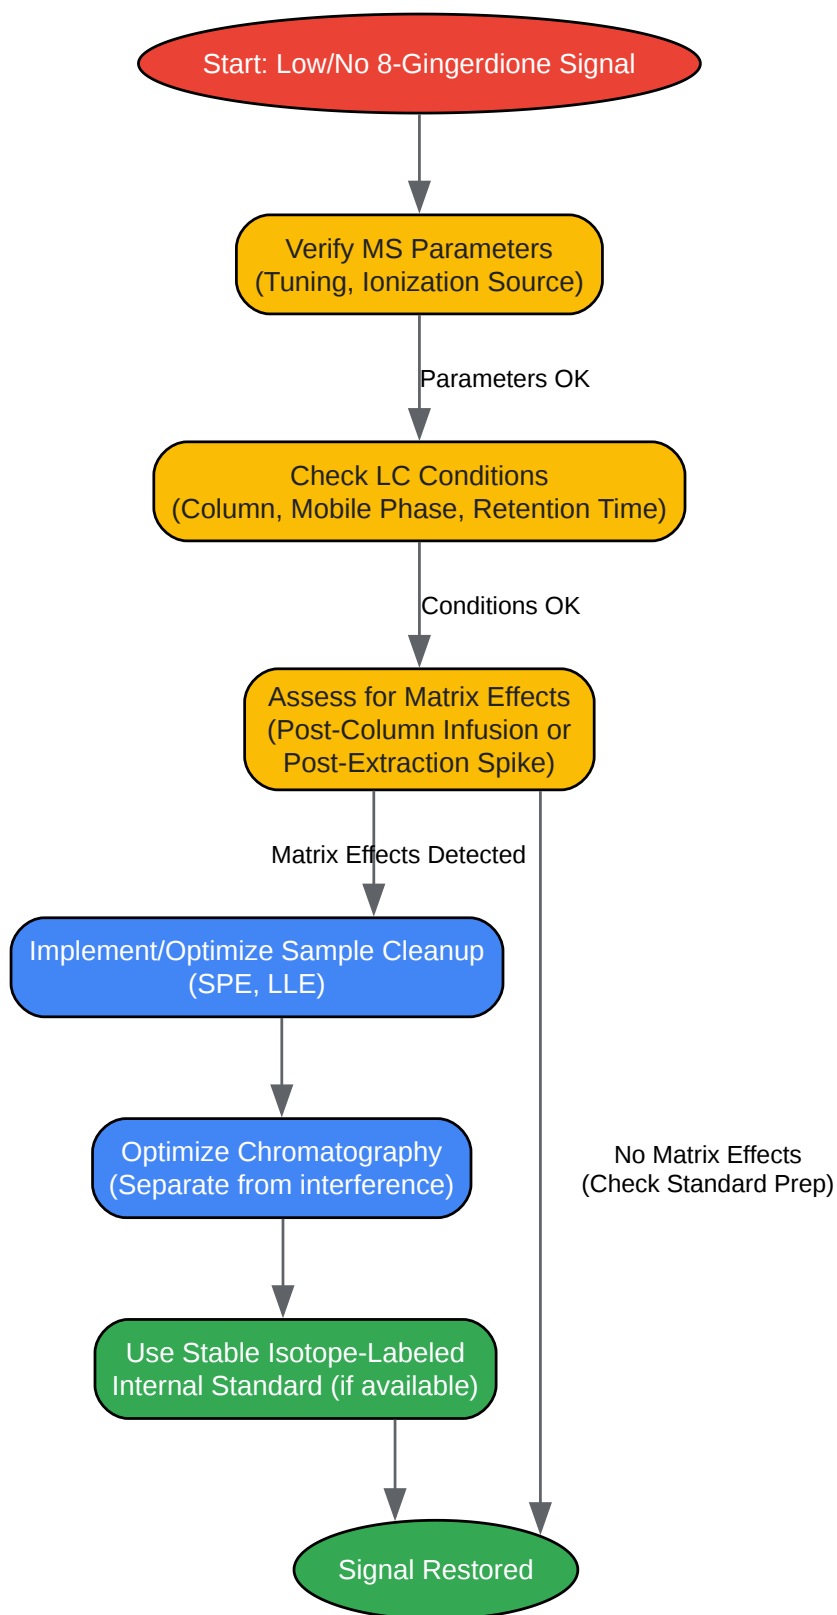 Start: Low/No 8-Gingerdione Signal
Verify MS Parameters
(Tuning, Ionization Source)
Parameters OK
Check LC Conditions
(Column, Mobile Phase, Retention Time)
Conditions OK
Assess for Matrix Effects
(Post-Column Infusion or
Post-Extraction Spike)
Matrix Effects Detected
Implement/Optimize Sample Cleanup
(SPE, LLE)
Optimize Chromatography
(Separate from interference)
No Matrix Effects
(Check Standard Prep)
Use Stable Isotope-Labeled
Internal Standard (if available)
Signal Restored